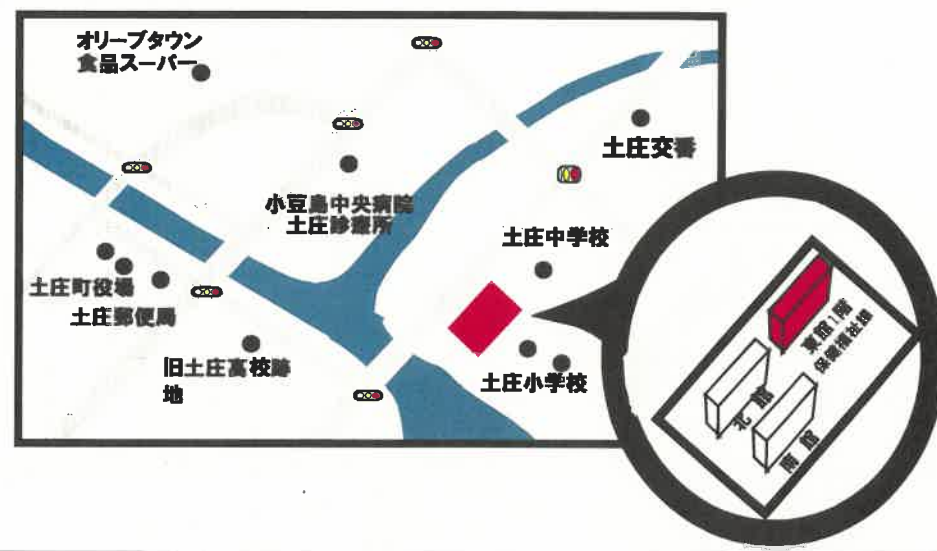 オリーブタウン
食品スーパー
土庄交番
小豆島中央病院
土庄診療所
土庄中学校
土庄町役場
土庄郵便局
旧土庄高校跡
地
土庄小学校
東館1階
保健福祉課
北館
南館